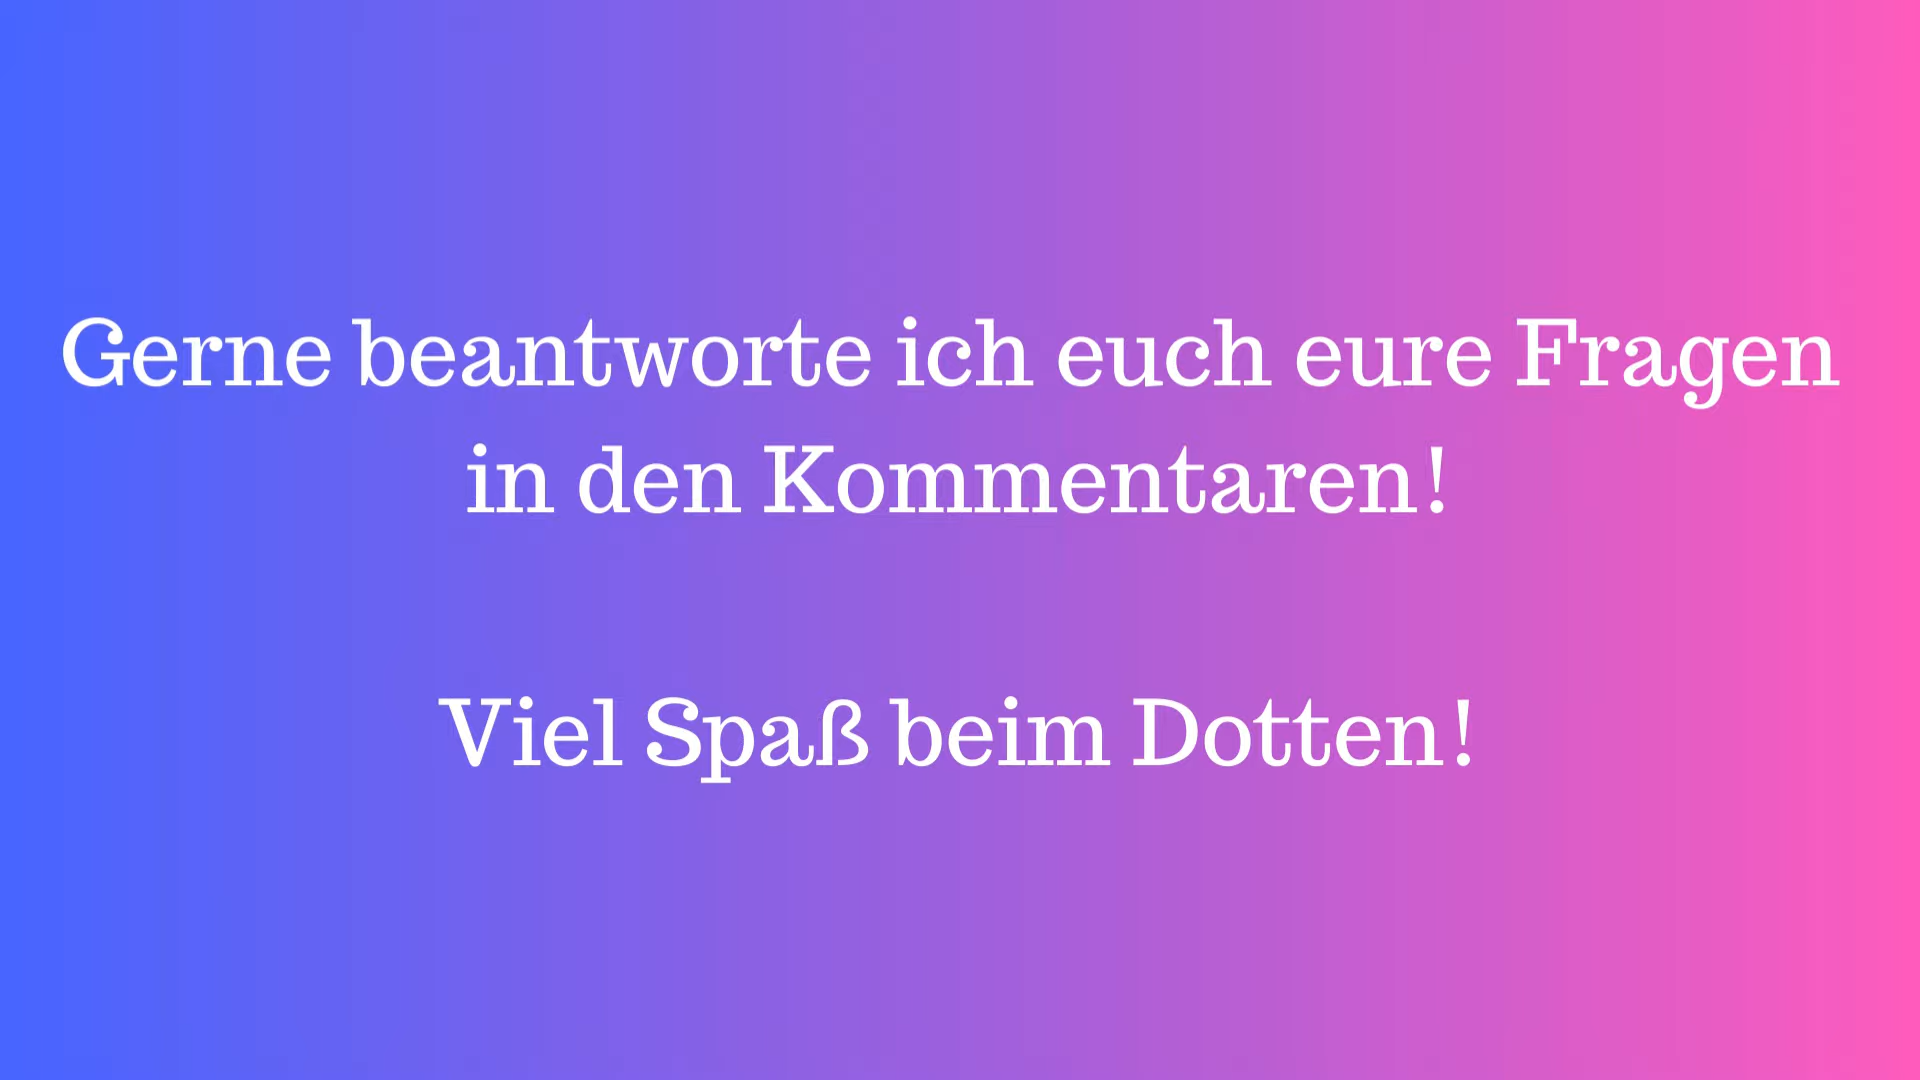 Gerne beantworte ich euch eure Fragen
in den Kommentaren!
Viel Spaß beim Dotten!